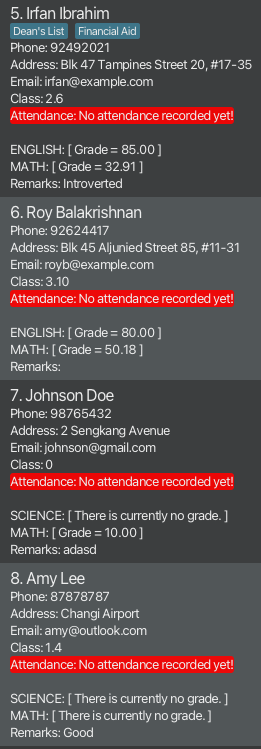 5. Irfan Ibrahim
Dean's List Financial Aid
Phone: 92492021
Address: Blk 47 Tampines Street 20, #17-35
Email: irfan@example.com
Class: 2.6
Attendance: No attendance recorded yet!
ENGLISH: [ Grade = 85.00 ]
MATH: [ Grade = 32.91 ]
Remarks: Introverted
6. Roy Balakrishnan
Phone: 92624417
Address: Blk 45 Aljunied Street 85, #11-31
Email: royb@example.com
Class: 3.10
Attendance: No attendance recorded yet!
ENGLISH: [ Grade = 80.00 ]
MATH: [ Grade = 50.18 ]
Remarks:
7. Johnson Doe
Phone: 98765432
Address: 2 Sengkang Avenue
Email: johnson@gmail.com
Class: 0
Attendance: No attendance recorded yet!
SCIENCE: [ There is currently no grade. ]
MATH: [ Grade = 10.00 ]
Remarks: adasd
8. Amy Lee
Phone: 87878787
Address: Changi Airport
Email: amy@outlook.com
Class: 1.4
Attendance: No attendance recorded yet!
SCIENCE: [ There is currently no grade. ]
MATH: [ There is currently no grade. ]
Remarks: Good